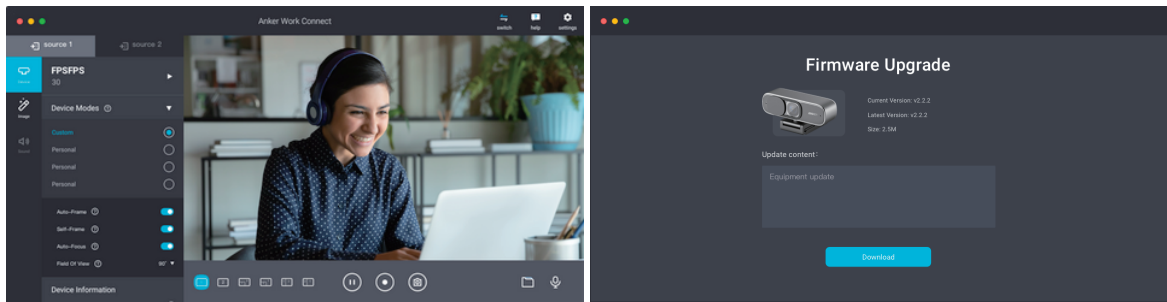 Anker Work Connect
switch
help
settings
source 1
source 2
FPSFPS
30
Device Modes
Custom
Personal
Personal
Personal
Auto-Frame
Self-Frame
Auto-Focus
Field Of View
90°
Device Information
Image
Firmware Upgrade
Current Version: v2.2.2
Latest Version: v2.2.2
Size: 2.5M
Update content:
Equipment update
Download